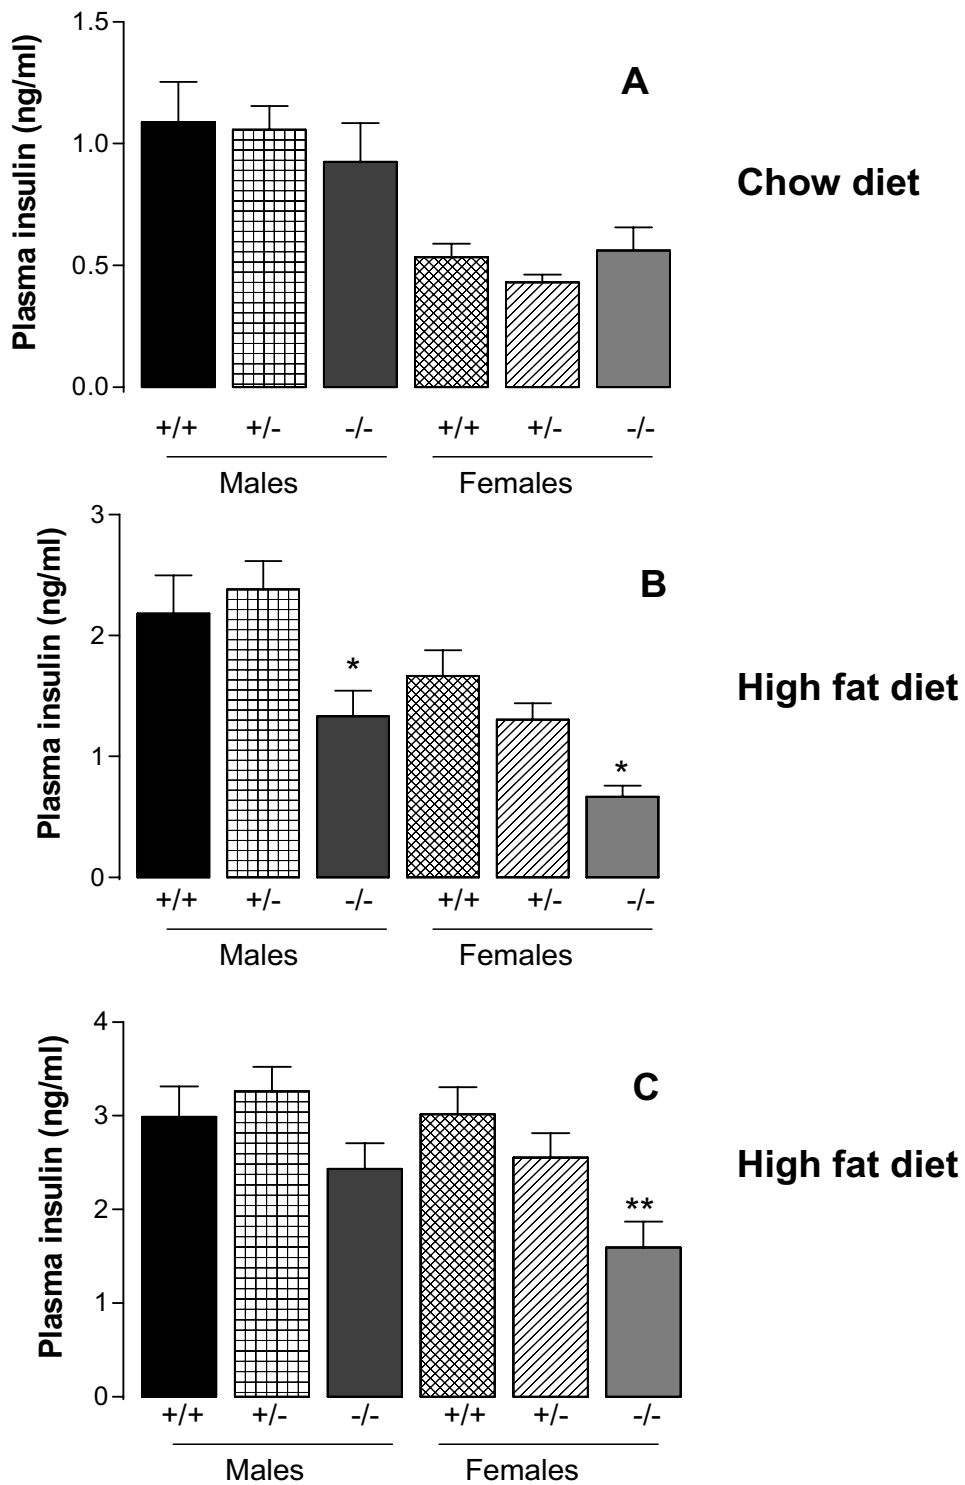 1.5
A
1.0
Plasma insulin (ng/ml)
Chow diet
0.5
0.0
+/+ +/- -/- +/+ +/- -/-
Males Females
3
B
2
*
Plasma insulin (ng/ml)
High fat diet
1
*
0
+/+ +/- -/- +/+ +/- -/-
Males Females
4
C
3
Plasma insulin (ng/ml)
High fat diet
2
**
1
0
+/+ +/- -/- +/+ +/- -/-
Males Females